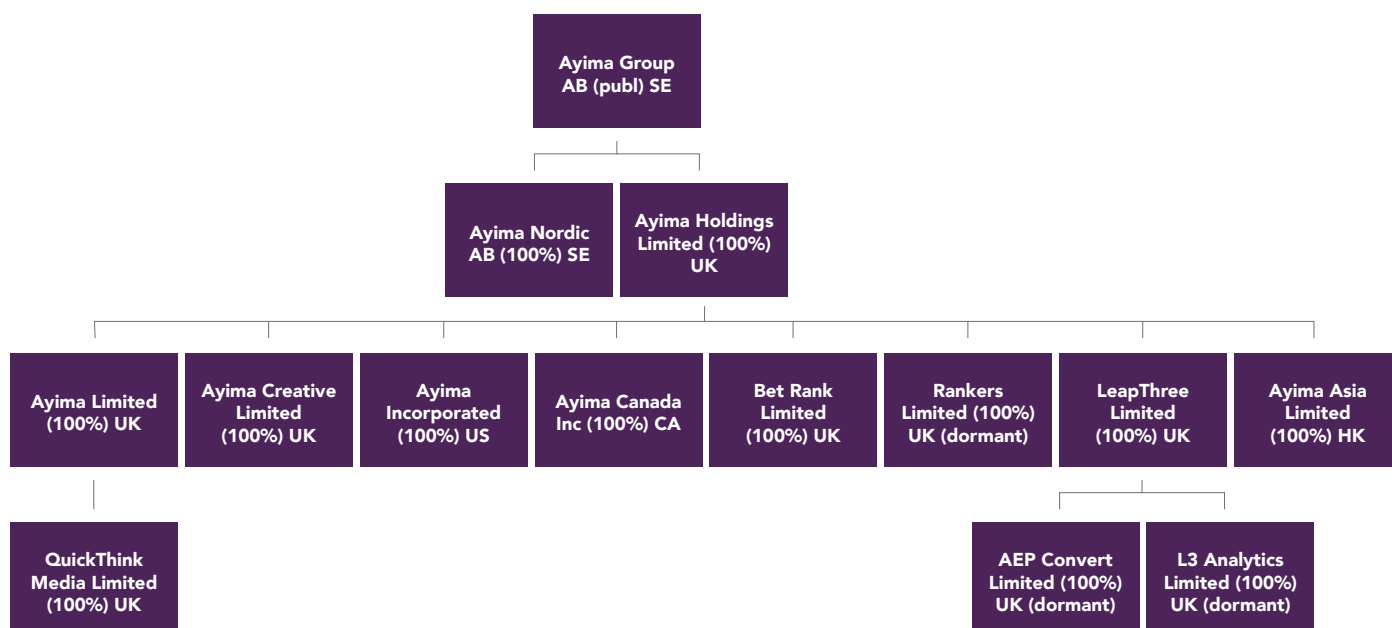 Ayima Group
AB (publ) SE
Ayima Nordic
AB (100%) SE
Ayima Holdings
Limited (100%)
UK
Ayima Limited
(100%) UK
Ayima Creative
Limited
(100%) UK
Ayima
Incorporated
(100%) US
Ayima Canada
Inc (100%) CA
Bet Rank
Limited
(100%) UK
Rankers
Limited (100%)
UK (dormant)
LeapThree
Limited
(100%) UK
Ayima Asia
Limited
(100%) HK
QuickThink
Media Limited
(100%) UK
AEP Convert
Limited (100%)
UK (dormant)
L3 Analytics
Limited (100%)
UK (dormant)